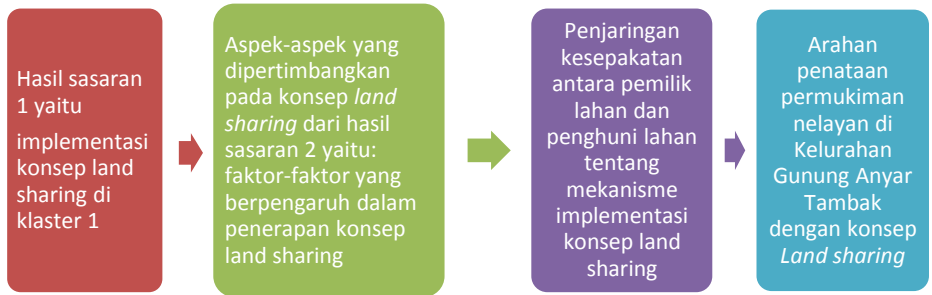 Hasil sasaran
1 yaitu
implementasi
konsep land
sharing di
klaster 1
Aspek-aspek yang
dipertimbangkan
pada konsep land
sharing dari hasil
sasaran 2 yaitu:
faktor-faktor yang
berpengaruh dalam
penerapan konsep
land sharing
Penjaringan
kesepakatan
antara pemilik
lahan dan
penghuni lahan
tentang
mekanisme
implementasi
konsep land
sharing
Arahan
penataan
permukiman
nelayan di
Kelurahan
Gunung Anyar
Tambak
dengan konsep
Land sharing